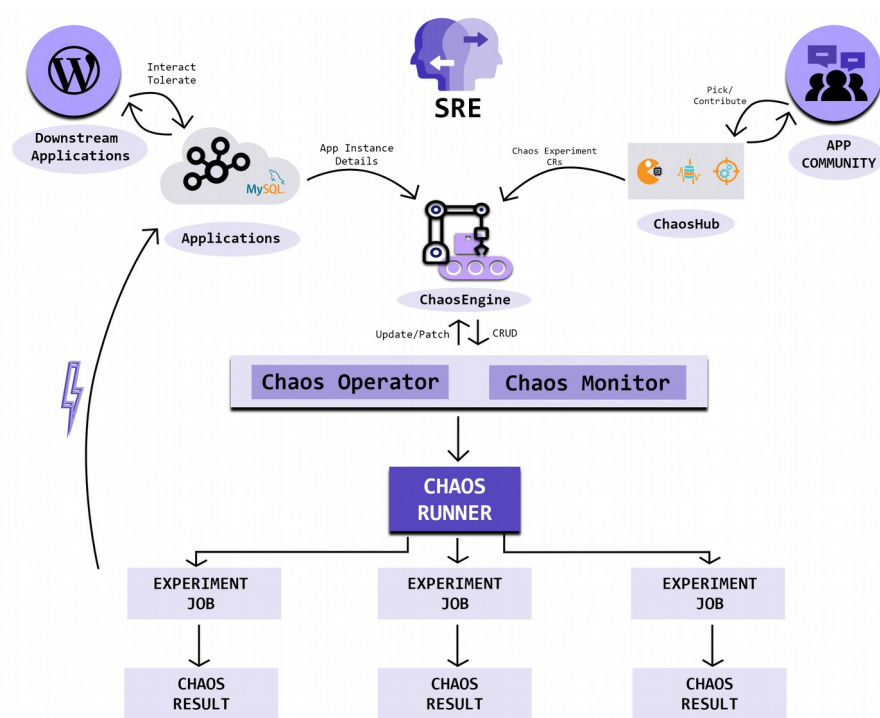 Interact
Tolerate
Downstream
Applications
MySQL
Applications
SRE
App Instance
Details
Chaos Experiment
CRs
Pick/
Contribute
APP
COMMUNITY
ChaosHub
ChaosEngine
Update/Patch
CRUD
Chaos Operator
Chaos Monitor
CHAOS
RUNNER
EXPERIMENT
JOB
EXPERIMENT
JOB
EXPERIMENT
JOB
CHAOS
RESULT
CHAOS
RESULT
CHAOS
RESULT